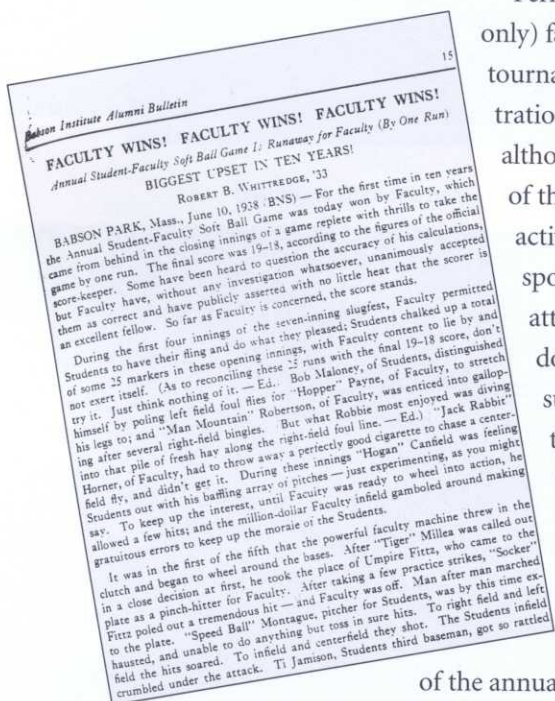 only) fa
tourna
tration
altho
of th
acti
spo
att
do
su
t
Babson Institute Alumni Bulletin
15
FACULTY WINS! FACULTY WINS! FACULTY WINS!
Annual Student-Faculty Soft Ball Game 1: Runaway for Faculty (By One Run)
BIGGEST UPSET IN TEN YEARS!
ROBERT B. WHITTREDGE, '33
BABSON PARK, Mass., June 10, 1938 (BNS) — For the first time in ten years
the Annual Student-Faculty Soft Ball Game was today won by Faculty, which
came from behind in the closing innings of a game replete with thrills to take the
game by one run. The final score was 19-18, according to the figures of the official
score-keeper. Some have been heard to question the accuracy of his calculations,
but Faculty have, without any investigation whatsoever, unanimously accepted
them as correct and have publicly asserted with no little heat that the scorer is
an excellent fellow. So far as Faculty is concerned, the score stands.
During the first four innings of the seven-inning slugfest, Faculty permitted
Students to have their fling and do what they pleased; Students chalked up a total
of some 25 markers in these opening innings, with Faculty content to lie by and
not exert itself. (As to reconciling these 25 runs with the final 19-18 score, don't
try it. Just think nothing of it. — Ed.) Bob Maloney, of Students, distinguished
himself by poling left field foul flies for "Hopper" Payne, of Faculty, to stretch
his legs to; and "Man Mountain" Robertson, of Faculty, was enticed into gallop-
ing after several right-field bingles. (But what Robbie most enjoyed was diving
into that pile of fresh hay along the right-field foul line. — Ed.) "Jack Rabbit"
Horner, of Faculty, had to throw away a perfectly good cigarette to chase a center-
field fly, and didn't get it. During these innings "Hogan" Canfield was feeling
Students out with his baffling array of pitches — just experimenting, as you might
say. To keep up the interest, until Faculty was ready to wheel into action, he
allowed a few hits; and the million-dollar Faculty infield gamboled around making
gratuitous errors to keep up the morale of the Students.
It was in the first of the fifth that the powerful faculty machine threw in the
clutch and began to wheel around the bases. After "Tiger" Millea was called out
in a close decision at first, he took the place of Umpire Fittz, who came to the
plate as a pinch-hitter for Faculty. After taking a few practice strikes, "Socker"
Fittz poled out a tremendous hit — and Faculty was off. Man after man marched
to the plate. "Speed Ball" Montague, pitcher for Students, was by this time ex-
hausted, and unable to do anything but toss in sure hits. To right field and left
field the hits soared. To infield and centerfield they shot. The Students infield
crumbled under the attack. Ti Jamison, Students third baseman, got so rattled
of the annua